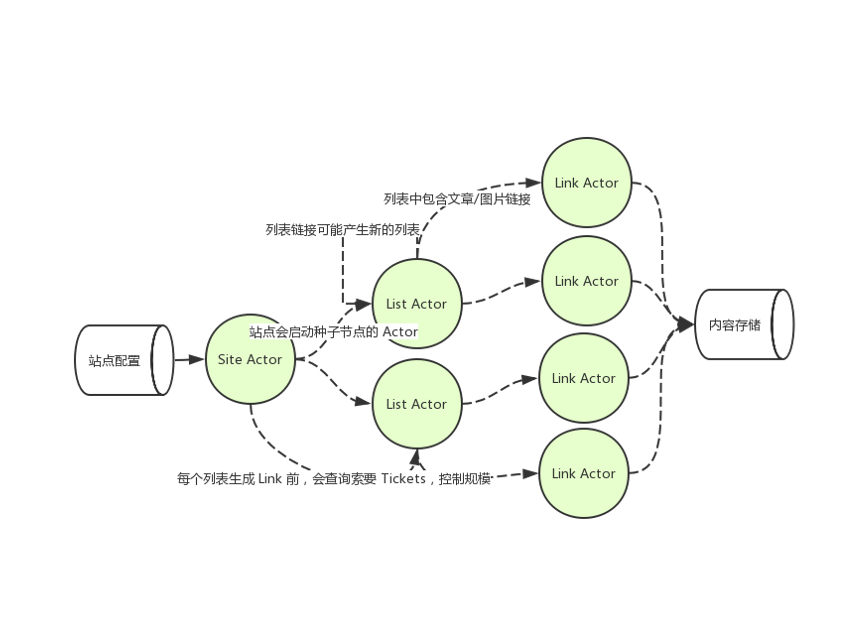 Link Actor
列表中包含文章/图片链接
列表链接可能产生新的列表
Link Actor
List Actor
站点会启动种子节点的 Actor
内容存储
站点配置
Site Actor
Link Actor
List Actor
Link Actor
每个列表生成 Link 前，会查询索要 Tickets，控制规模